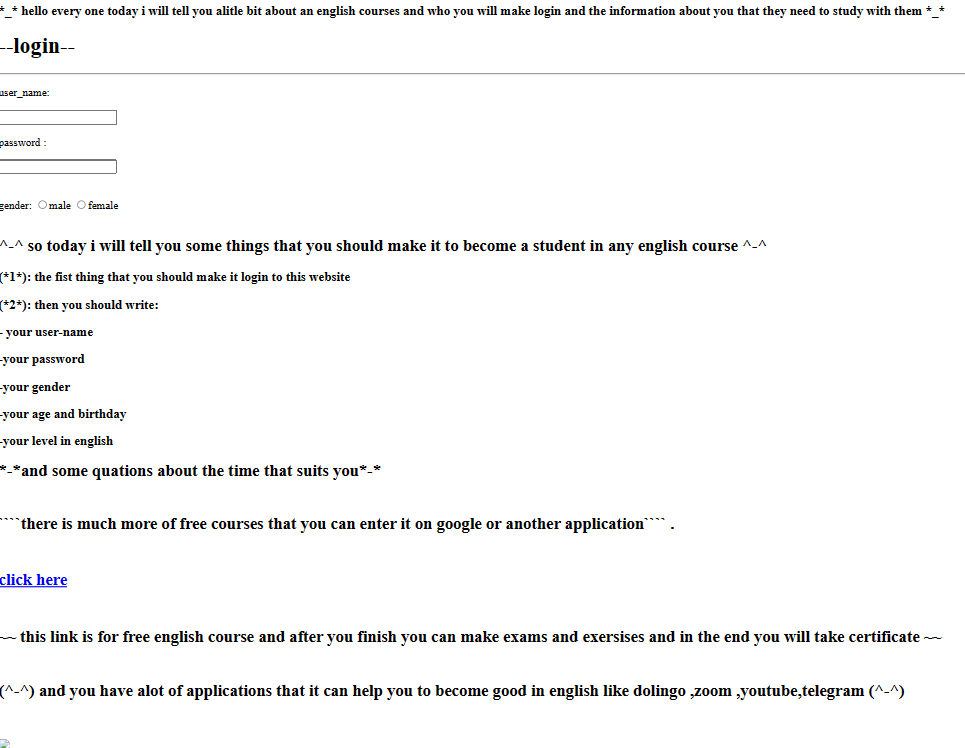 *_* hello every one today i will tell you alitle bit about an english courses and who you will make login and the information about you that they need to study with them *_*
--login--
user_name:
password :
gender: male female
^-^ so today i will tell you some things that you should make it to become a student in any english course ^-^
(*1*): the fist thing that you should make it login to this website
(*2*): then you should write:
- your user-name
-your password
-your gender
-your age and birthday
-your level in english
*-*and some quations about the time that suits you*-*
````there is much more of free courses that you can enter it on google or another application```` .
click here
~~ this link is for free english course and after you finish you can make exams and exersises and in the end you will take certificate ~~
(^-^) and you have alot of applications that it can help you to become good in english like dolingo ,zoom ,youtube,telegram (^-^)